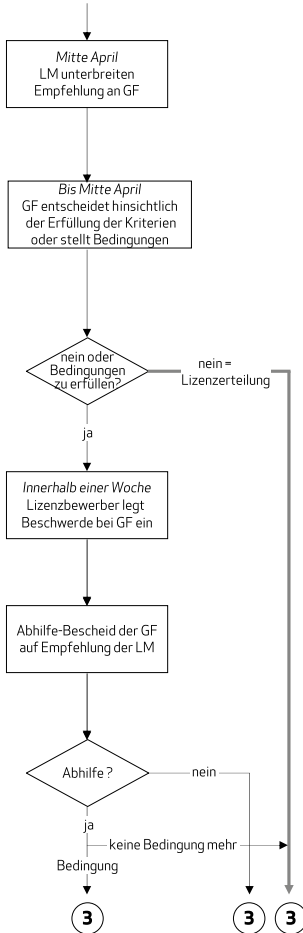 Mitte April
LM unterbreiten
Empfehlung an GF
Bis Mitte April
GF entscheidet hinsichtlich
der Erfüllung der Kriterien
oder stellt Bedingungen
nein oder
Bedingungen
zu erfüllen?
nein =
Lizenzerteilung
ja
Innerhalb einer Woche
Lizenzbewerber legt
Beschwerde bei GF ein
Abhilfe-Bescheid der GF
auf Empfehlung der LM
Abhilfe ?
nein
ja
keine Bedingung mehr
Bedingung
3
3
3